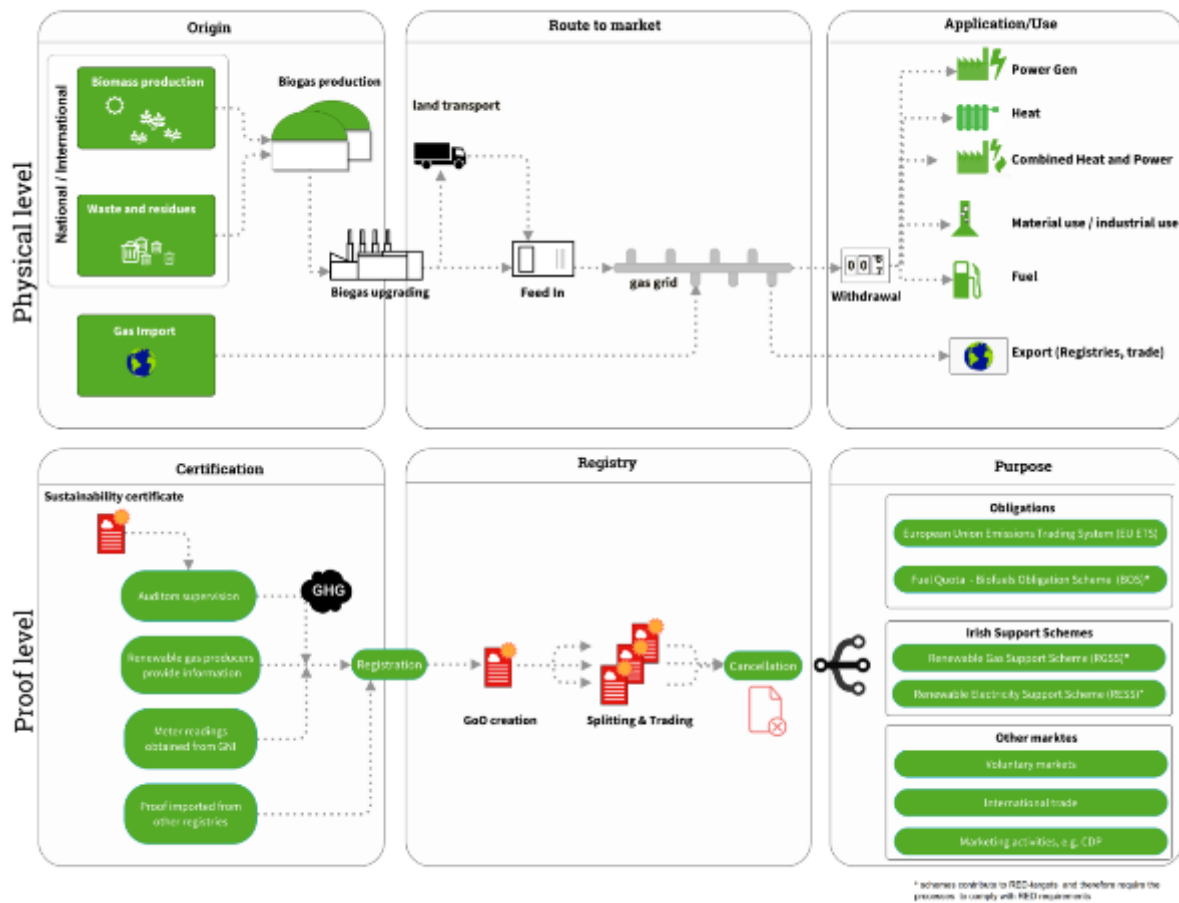 Origin
Route to market
Application/Use
Physical level
National / International
Biomass production
Waste and residues
Gas Import
Biogas production
Biogas upgrading
land transport
Feed In
gas grid
Withdrawal
Power Gen
Heat
Combined Heat and Power
Material use / industrial use
Fuel
Export (Registries, trade)
Proof level
Certification
Sustainability certificate
Auditors supervision
GHG
Renewable gas producers
provide information
Meter readings
obtained from GNI
Proof imported from
other registries
Registration
Registry
GoO creation
Splitting & Trading
Cancellation
Purpose
Obligations
European Union Emissions Trading System (EU ETS)
Fuel Quota - Biofuels Obligation Scheme (BOS)*
Irish Support Schemes
Renewable Gas Support Scheme (RGSS)*
Renewable Electricity Support Scheme (RESS)*
Other marktes
Voluntary markets
International trade
Marketing activities, e.g. CDP
* schemes contribute to RED-targets and therefore require the
processes to comply with RED requirements